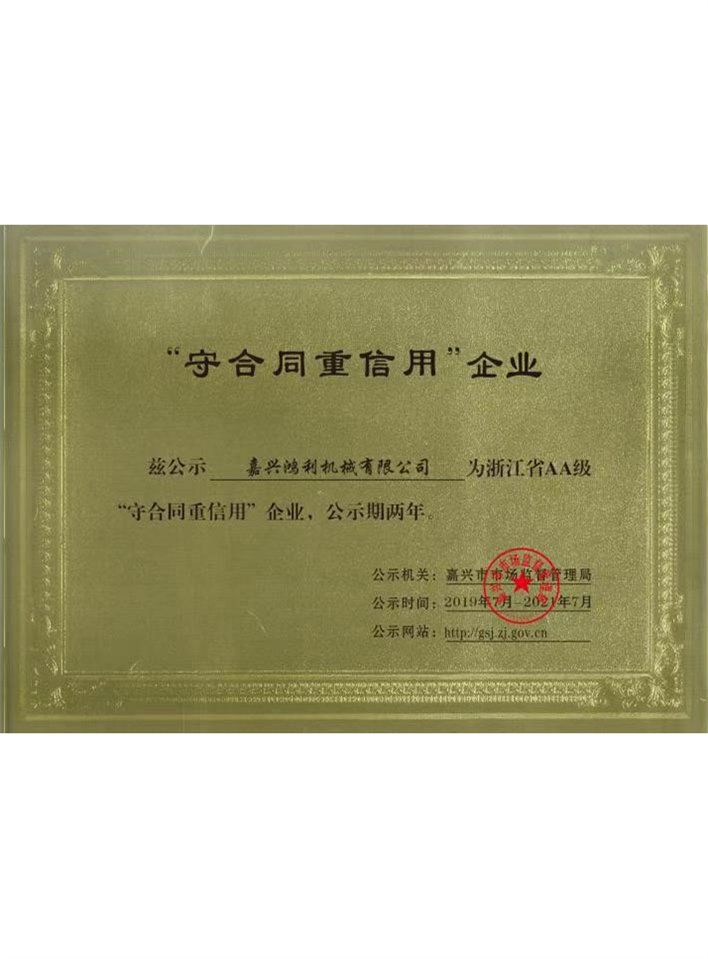 “守合同重信用”企业
兹公示 嘉兴鸿利机械有限公司 为浙江省AA级
“守合同重信用”企业，公示期两年。
公示机关：嘉兴市市场监督管理局
公示时间：2019年7月-2021年7月
公示网站：http://gsj.zj.gov.cn